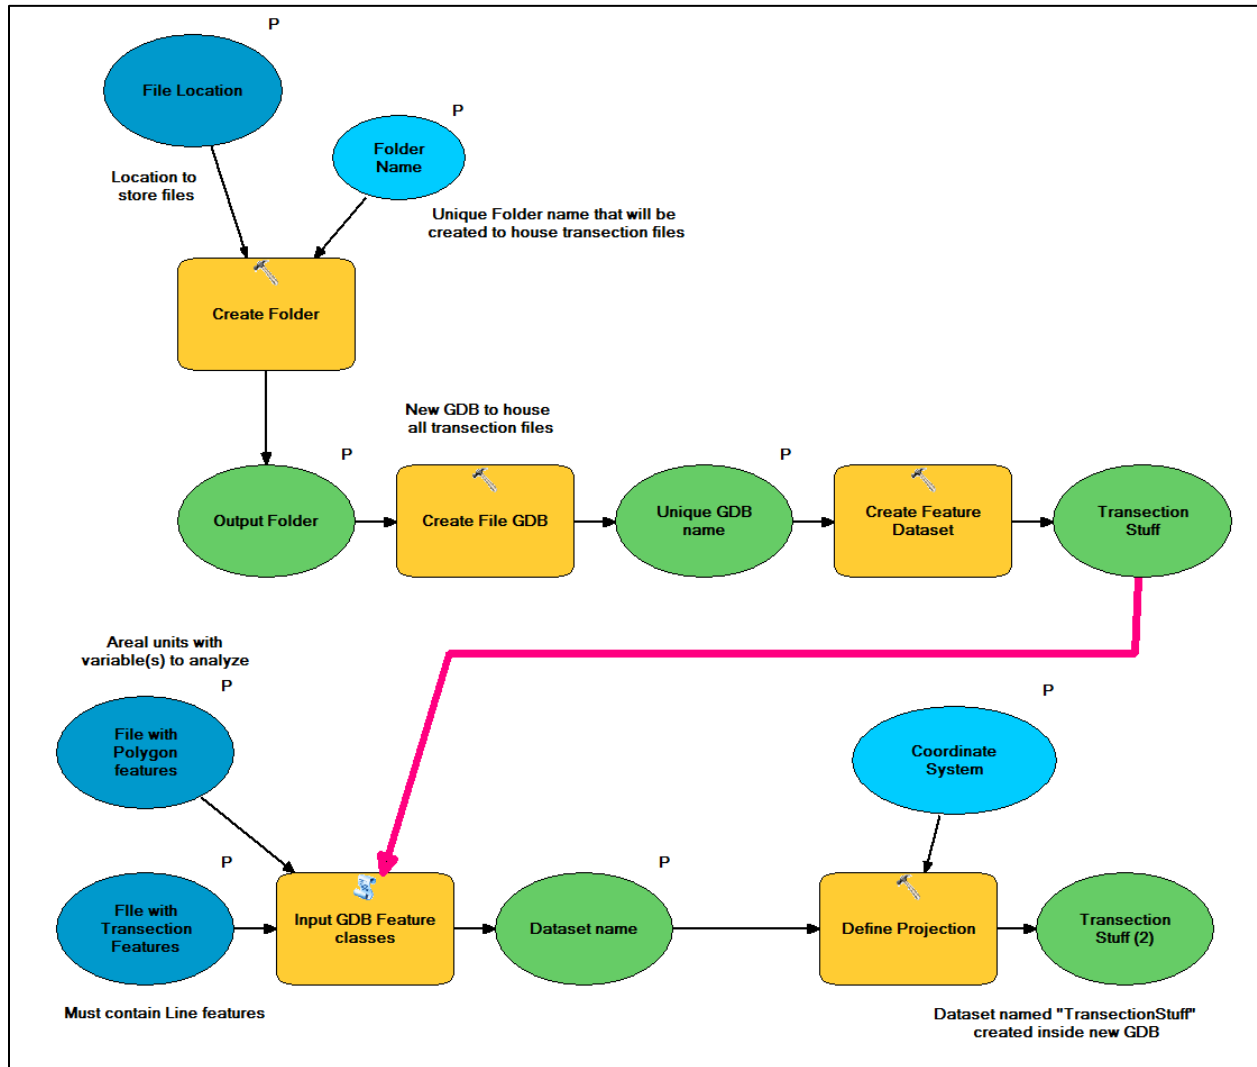 P
File Location
P
Folder
Name
Location to
store files
Unique Folder name that will be
created to house transection files
Create Folder
New GDB to house
all transection files
P
Output Folder
Create File GDB
P
Unique GDB
name
Create Feature
Dataset
Transection
Stuff
Areal units with
variable(s) to analyze
P
File with
Polygon
features
P
Coordinate
System
P
FIle with
Transection
Features
Input GDB Feature
classes
P
Dataset name
Define Projection
Transection
Stuff (2)
Must contain Line features
Dataset named "TransectionStuff"
created inside new GDB